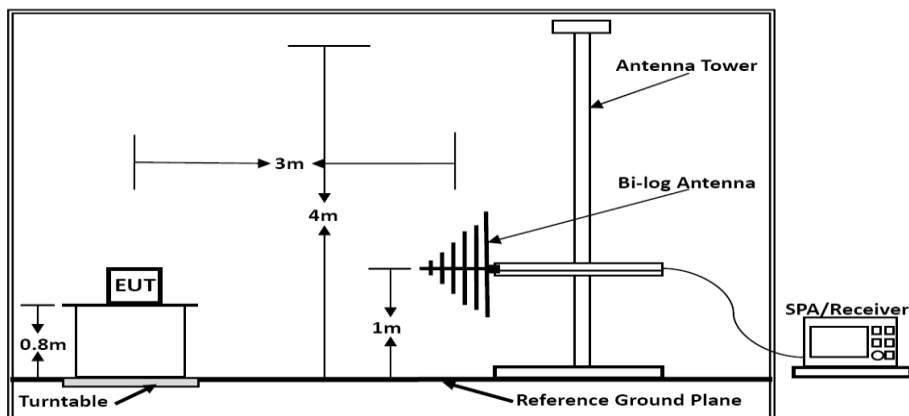 Antenna Tower
3m
Bi-log Antenna
4m
EUT
SPA/Receiver
0.8m
1m
Turntable
Reference Ground Plane